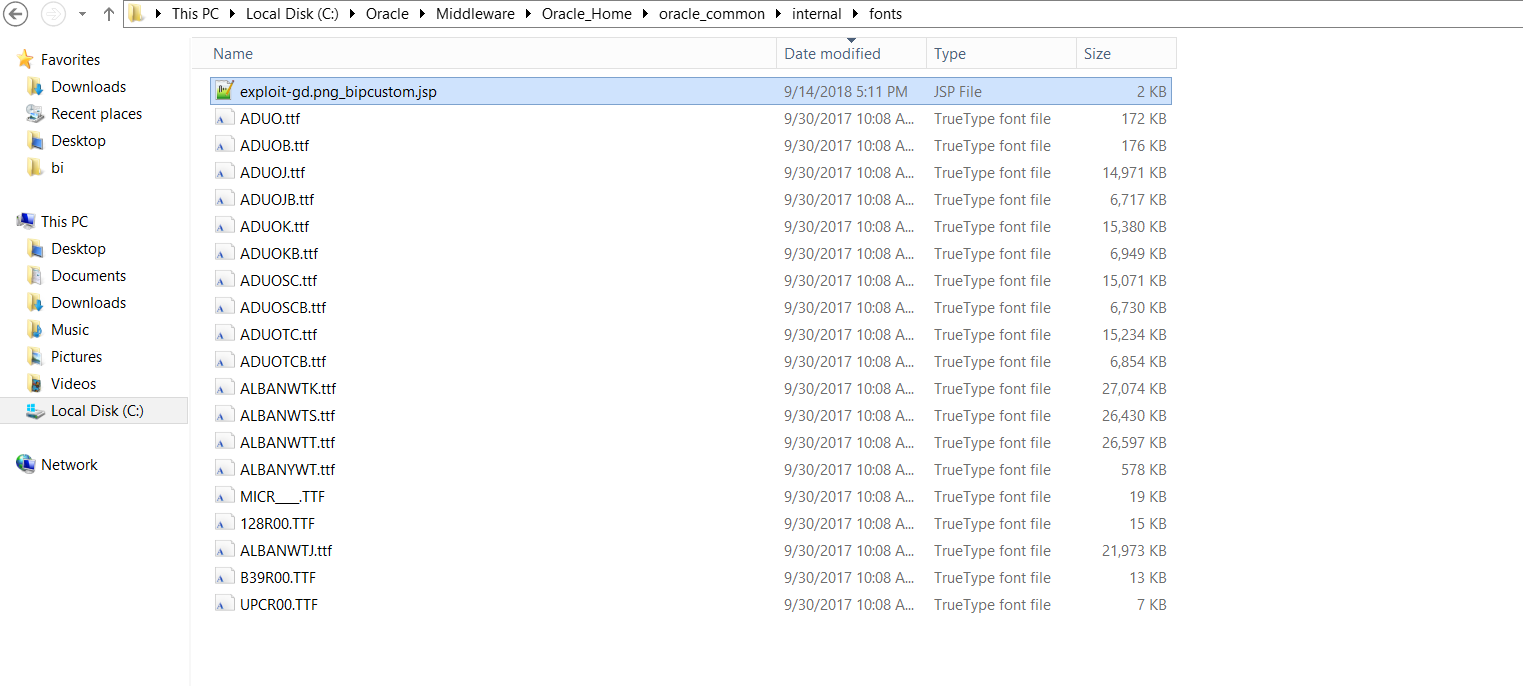 This PC Local Disk (C:) Oracle Middleware Oracle_Home oracle_common internal fonts
Favorites
Downloads
Recent places
Desktop
bi
This PC
Desktop
Documents
Downloads
Music
Pictures
Videos
Local Disk (C:)
Network
Name Date modified Type Size
exploit-gd.png_bipcustom.jsp 9/14/2018 5:11 PM JSP File 2 KB
ADUO.ttf 9/30/2017 10:08 A... TrueType font file 172 KB
ADUOB.ttf 9/30/2017 10:08 A... TrueType font file 176 KB
ADUOJ.ttf 9/30/2017 10:08 A... TrueType font file 14,971 KB
ADUOJB.ttf 9/30/2017 10:08 A... TrueType font file 6,717 KB
ADUOK.ttf 9/30/2017 10:08 A... TrueType font file 15,380 KB
ADUOKB.ttf 9/30/2017 10:08 A... TrueType font file 6,949 KB
ADUOSC.ttf 9/30/2017 10:08 A... TrueType font file 15,071 KB
ADUOSCB.ttf 9/30/2017 10:08 A... TrueType font file 6,730 KB
ADUOTC.ttf 9/30/2017 10:08 A... TrueType font file 15,234 KB
ADUOTCB.ttf 9/30/2017 10:08 A... TrueType font file 6,854 KB
ALBANWTK.ttf 9/30/2017 10:08 A... TrueType font file 27,074 KB
ALBANWTS.ttf 9/30/2017 10:08 A... TrueType font file 26,430 KB
ALBANWTT.ttf 9/30/2017 10:08 A... TrueType font file 26,597 KB
ALBANYWT.ttf 9/30/2017 10:08 A... TrueType font file 578 KB
MICR____.TTF 9/30/2017 10:08 A... TrueType font file 19 KB
128R00.TTF 9/30/2017 10:08 A... TrueType font file 15 KB
ALBANWTJ.ttf 9/30/2017 10:08 A... TrueType font file 21,973 KB
B39R00.TTF 9/30/2017 10:08 A... TrueType font file 13 KB
UPCR00.TTF 9/30/2017 10:08 A... TrueType font file 7 KB